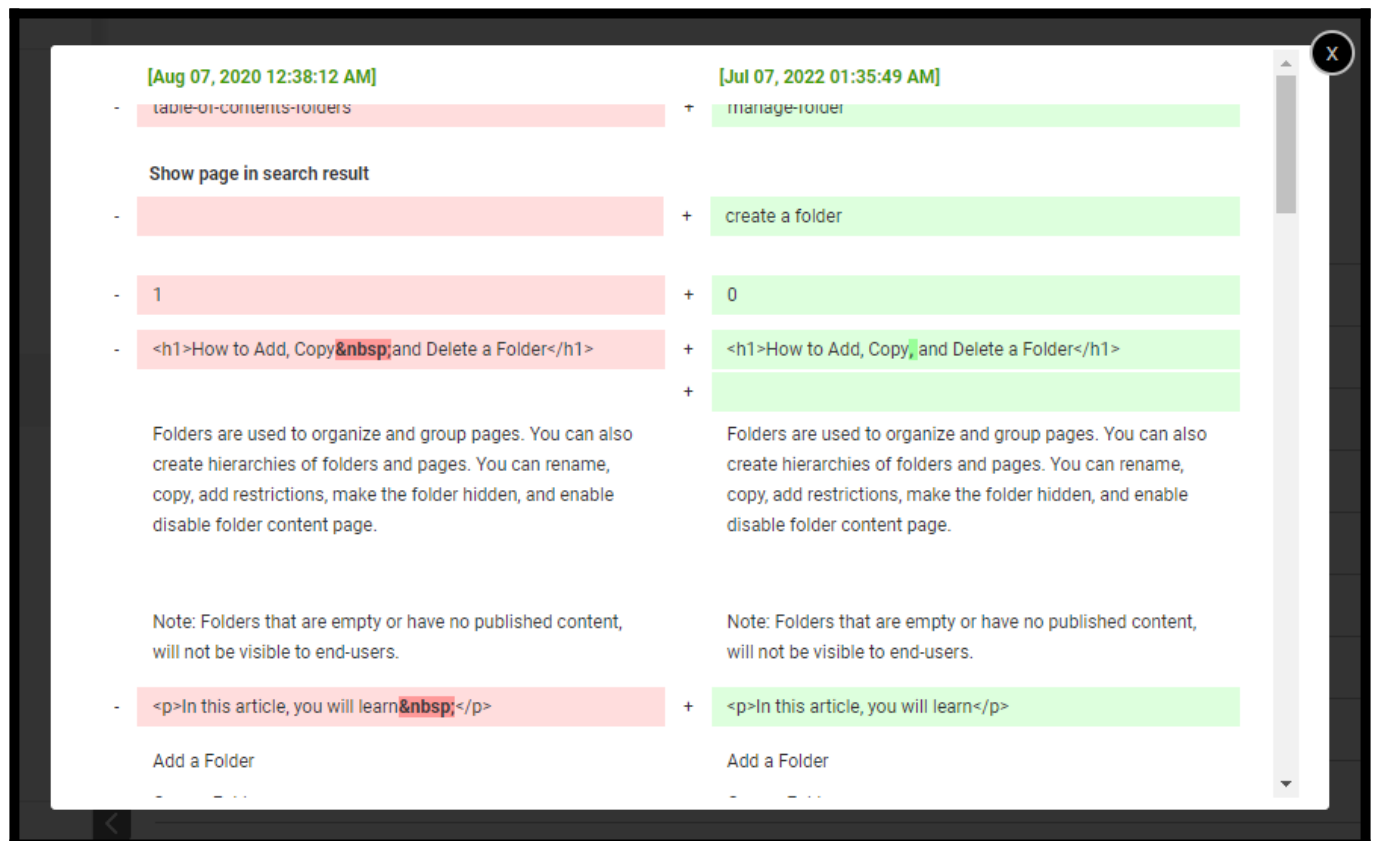 [Aug 07, 2020 12:38:12 AM] [Jul 07, 2022 01:35:49 AM]
- table-of-contents-folders + manage-folder
Show page in search result
- + create a folder
- 1 + 0
- <h1>How to Add, Copy&nbsp;and Delete a Folder</h1> + <h1>How to Add, Copy, and Delete a Folder</h1>
+
Folders are used to organize and group pages. You can also
create hierarchies of folders and pages. You can rename,
copy, add restrictions, make the folder hidden, and enable
disable folder content page.
Folders are used to organize and group pages. You can also
create hierarchies of folders and pages. You can rename,
copy, add restrictions, make the folder hidden, and enable
disable folder content page.
Note: Folders that are empty or have no published content,
will not be visible to end-users.
Note: Folders that are empty or have no published content,
will not be visible to end-users.
- <p>In this article, you will learn&nbsp;</p> + <p>In this article, you will learn</p>
Add a Folder Add a Folder
X